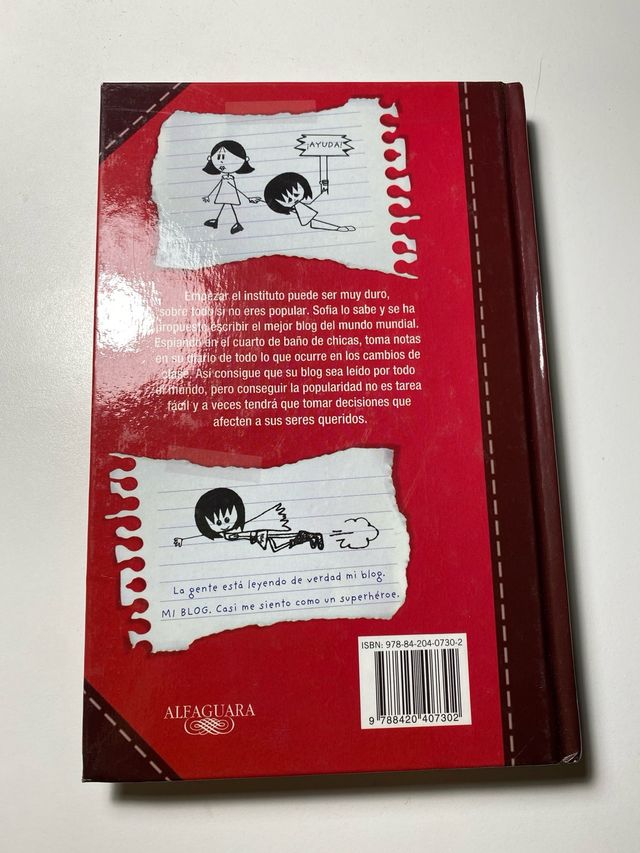 ¡AYUDA!
Empezar el instituto puede ser muy duro,
sobre todo si no eres popular. Sofía lo sabe y se ha
propuesto escribir el mejor blog del mundo mundial.
Espiando en el cuarto de baño de chicas, toma notas
en su diario de todo lo que ocurre en los cambios de
clase. Así consigue que su blog sea leído por todo
el mundo, pero conseguir la popularidad no es tarea
fácil y a veces tendrá que tomar decisiones que
afecten a sus seres queridos.
La gente está leyendo de verdad mi blog.
MI BLOG. Casi me siento como un superhéroe.
ISBN: 978-84-204-0730-2
9 788420 407302
ALFAGUARA